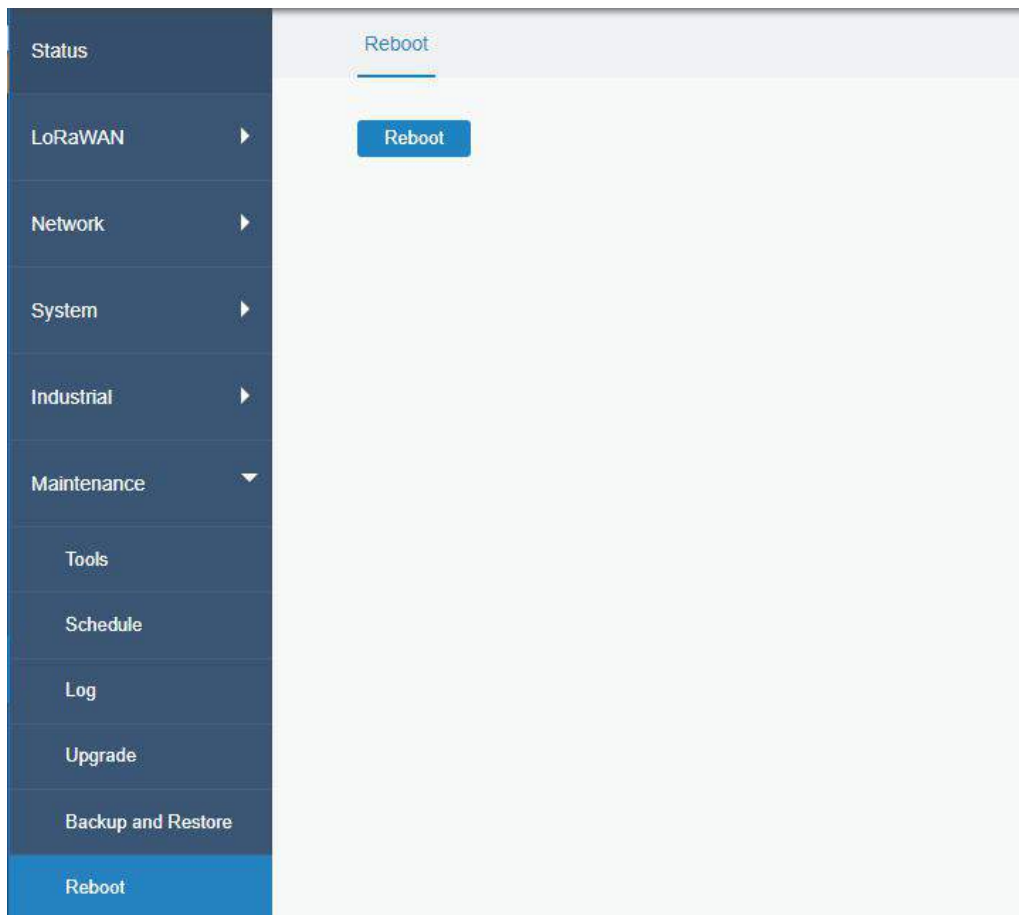 Status
LoRaWAN
Network
System
Industrial
Maintenance
Tools
Schedule
Log
Upgrade
Backup and Restore
Reboot
Reboot
Reboot